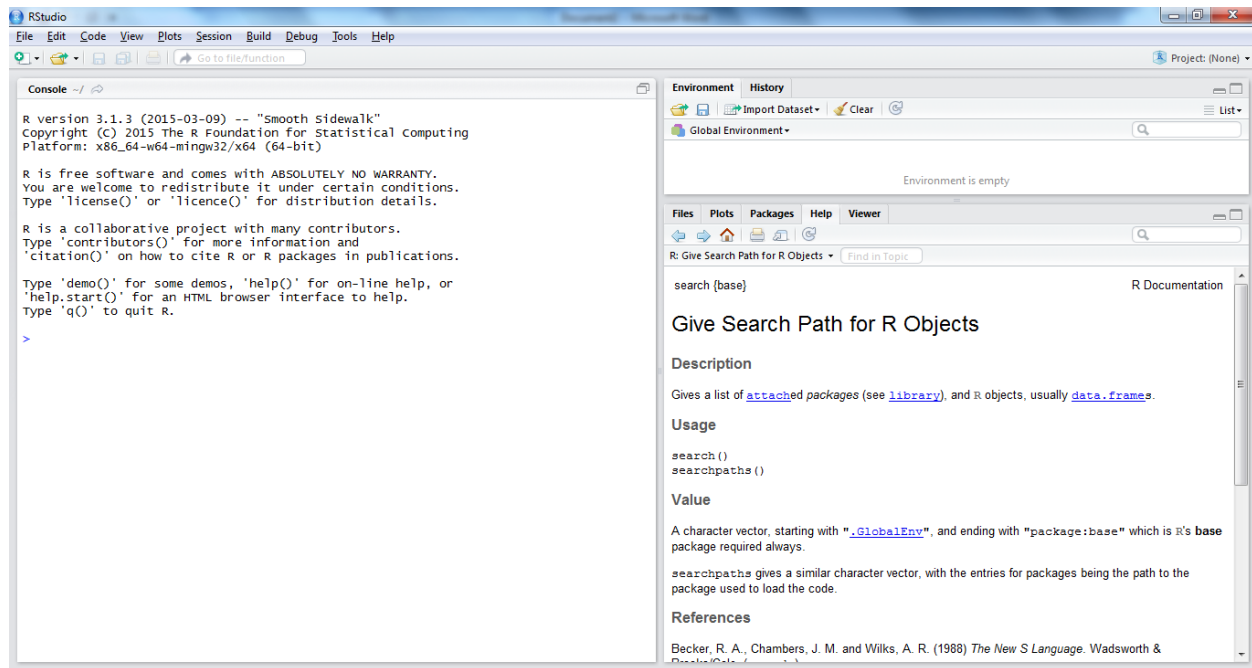 RStudio
File Edit Code View Plots Session Build Debug Tools Help
Go to file/function
Project: (None)
Console ~/
R version 3.1.3 (2015-03-09) -- "Smooth Sidewalk"
Copyright (C) 2015 The R Foundation for Statistical Computing
Platform: x86_64-w64-mingw32/x64 (64-bit)
R is free software and comes with ABSOLUTELY NO WARRANTY.
You are welcome to redistribute it under certain conditions.
Type 'license()' or 'licence()' for distribution details.
R is a collaborative project with many contributors.
Type 'contributors()' for more information and
'citation()' on how to cite R or R packages in publications.
Type 'demo()' for some demos, 'help()' for on-line help, or
'help.start()' for an HTML browser interface to help.
Type 'q()' to quit R.
>
Environment History
Import Dataset Clear
List
Global Environment
Environment is empty
Files Plots Packages Help Viewer
R: Give Search Path for R Objects Find in Topic
search {base} R Documentation
Give Search Path for R Objects
Description
Gives a list of attached packages (see library), and R objects, usually data.frames.
Usage
search()
searchpaths()
Value
A character vector, starting with ".GlobalEnv", and ending with "package:base" which is R's base
package required always.
searchpaths gives a similar character vector, with the entries for packages being the path to the
package used to load the code.
References
Becker, R. A., Chambers, J. M. and Wilks, A. R. (1988) The New S Language. Wadsworth &